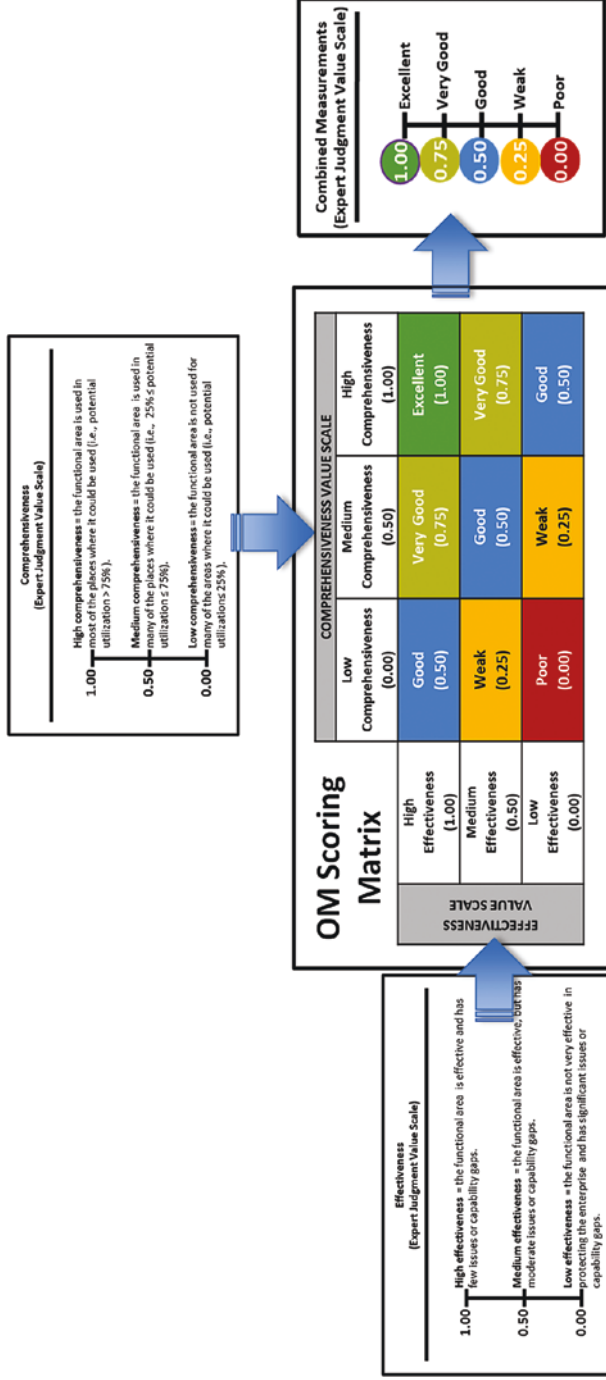 Effectiveness
(Expert Judgment Value Scale)
1.00
High effectiveness = the functional area is effective and has
few issues or capability gaps.
0.50
Medium effectiveness = the functional area is effective, but has
moderate issues or capability gaps.
0.00
Low effectiveness = the functional area is not very effective in
protecting the enterprise and has significant issues or
capability gaps.
Comprehensiveness
(Expert Judgment Value Scale)
1.00
High comprehensiveness = the functional area is used in
most of the places where it could be used (i.e., potential
utilization > 75% ).
0.50
Medium comprehensiveness = the functional area is used in
many of the places where it could be used (i.e., 25% ≤ potential
utilization ≤ 75%).
0.00
Low comprehensiveness = the functional area is not used for
many of the areas where it could be used (i.e., potential
utilization≤ 25% ).
OM Scoring
Matrix
COMPREHENSIVENESS VALUE SCALE
Low
Comprehensiveness
(0.00)
Medium
Comprehensiveness
(0.50)
High
Comprehensiveness
(1.00)
EFFECTIVENESS
VALUE SCALE
High
Effectiveness
(1.00)
Good
(0.50)
Very Good
(0.75)
Excellent
(1.00)
Medium
Effectiveness
(0.50)
Weak
(0.25)
Good
(0.50)
Very Good
(0.75)
Low
Effectiveness
(0.00)
Poor
(0.00)
Weak
(0.25)
Good
(0.50)
Combined Measurements
(Expert Judgment Value Scale)
1.00 Excellent
0.75 Very Good
0.50 Good
0.25 Weak
0.00 Poor